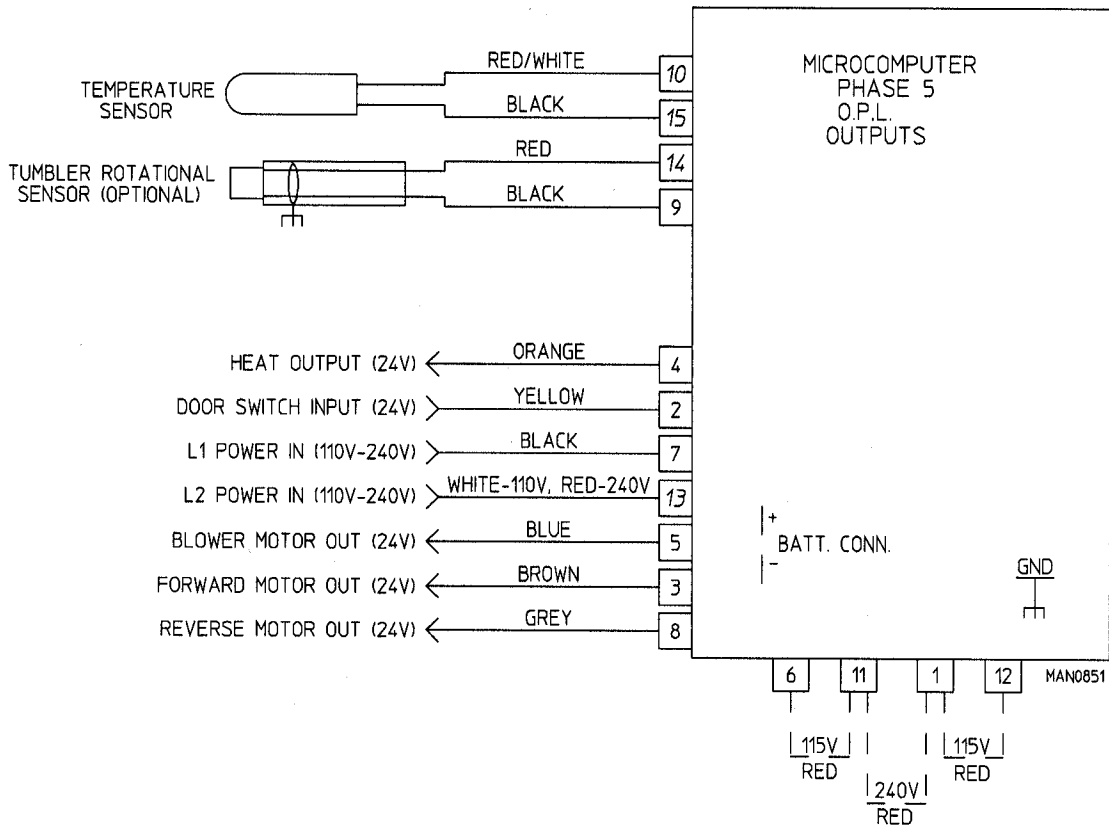 RED/WHITE
10
TEMPERATURE
SENSOR
BLACK
15
RED
14
TUMBLER ROTATIONAL
SENSOR (OPTIONAL)
BLACK
9
MICROCOMPUTER
PHASE 5
O.P.L.
OUTPUTS
HEAT OUTPUT (24V)
ORANGE
4
DOOR SWITCH INPUT (24V)
YELLOW
2
L1 POWER IN (110V-240V)
BLACK
7
L2 POWER IN (110V-240V)
WHITE-110V, RED-240V
13
BLOWER MOTOR OUT (24V)
BLUE
5
FORWARD MOTOR OUT (24V)
BROWN
3
REVERSE MOTOR OUT (24V)
GREY
8
+
BATT. CONN.
-
GND
6
11
1
12
MAN0851
115V
RED
115V
RED
240V
RED